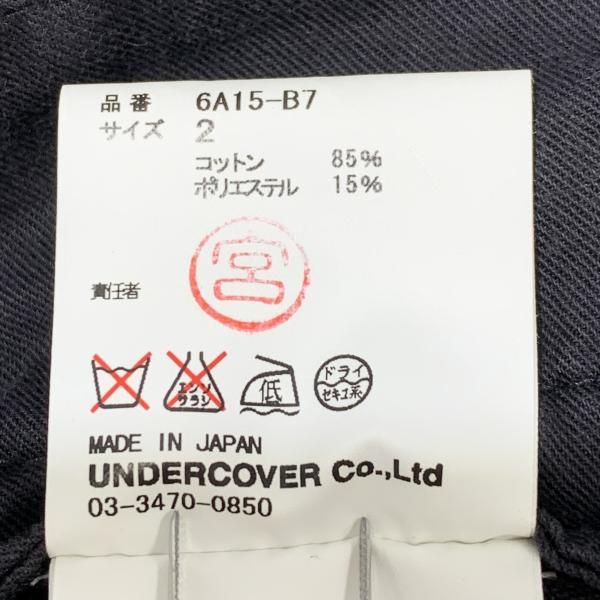 品番 6A15-B7
サイズ 2
コットン 85%
ポリエステル 15%
責任者 宮
エンソ
サラシ
低
ドライ
セキユ系
MADE IN JAPAN
UNDERCOVER Co.,Ltd
03-3470-0850